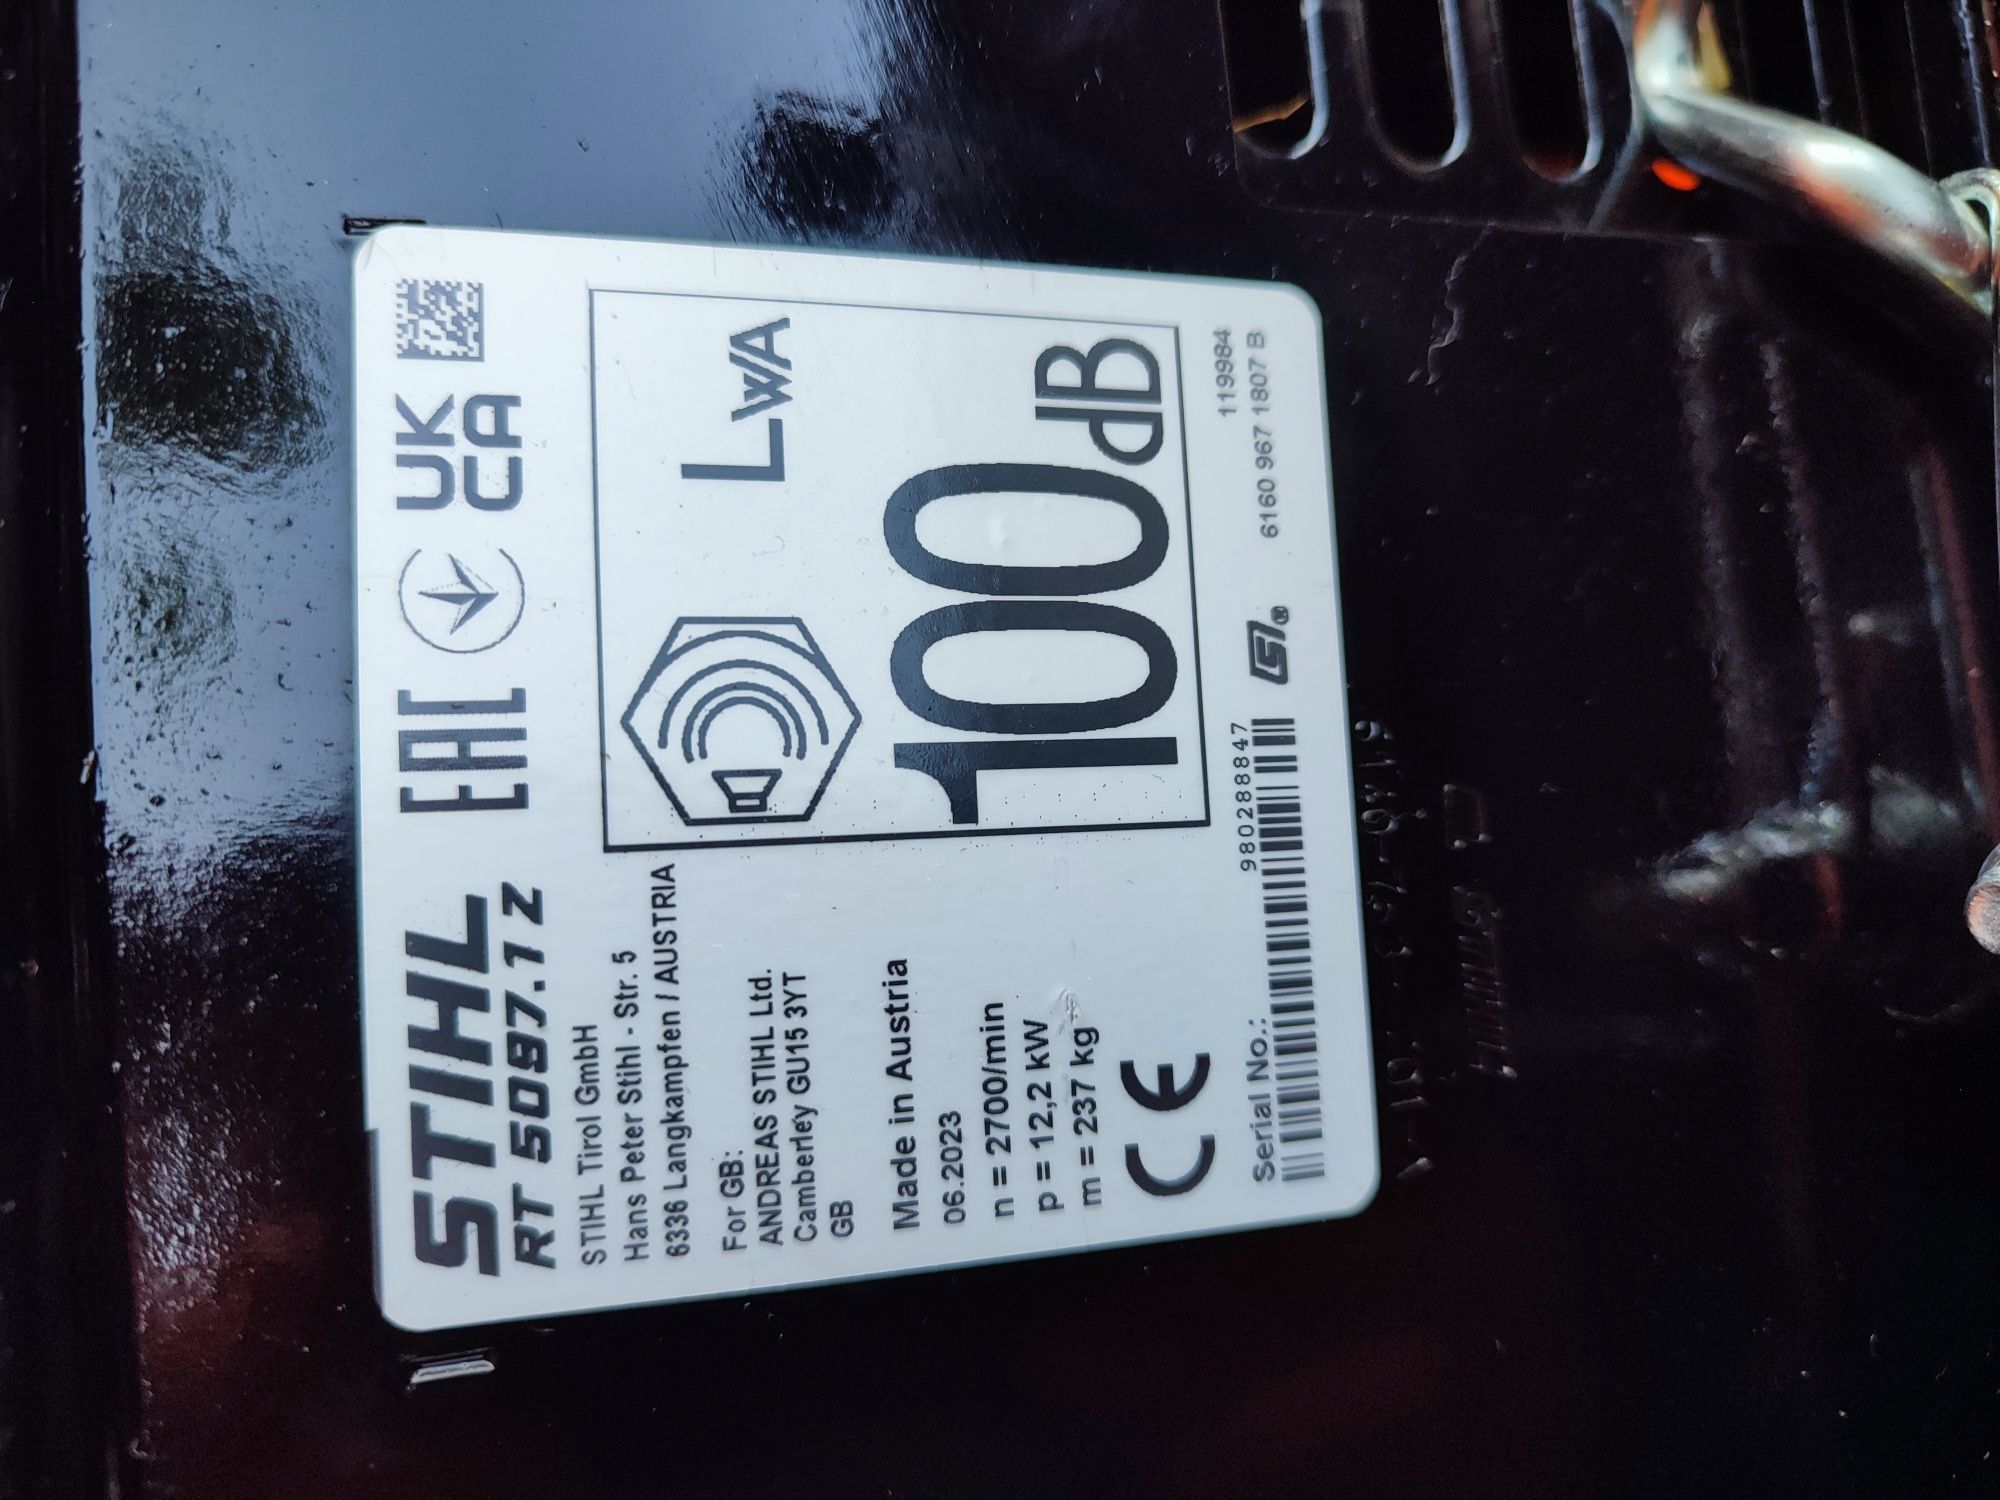 STIHL
RT 5097.1 Z
EAC
UK
CA
STIHL Tirol GmbH
Hans Peter Stihl - Str. 5
6336 Langkampfen / AUSTRIA
For GB:
ANDREAS STIHL Ltd.
Camberley GU15 3YT
GB
Made in Austria
06.2023
n = 2700/min
p = 12,2 kW
m = 237 kg
CE
LWA
100dB
119984
6160 967 1807 B
Serial No.:
980288847